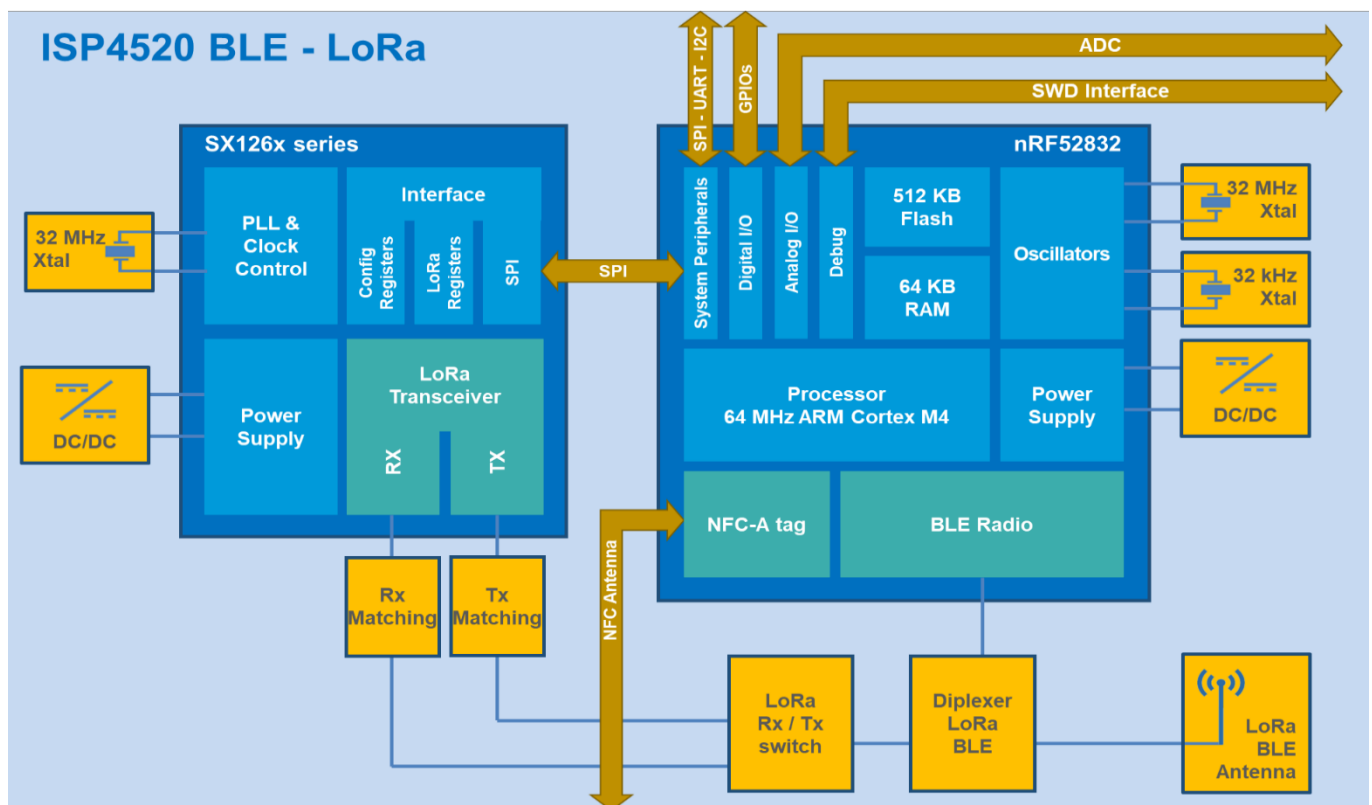 ISP4520 BLE - LoRa
SPI - UART - I2C
GPIOs
ADC
SWD Interface
SX126x series
nRF52832
PLL &
Clock
Control
Interface
Config
Registers
LoRa
Registers
SPI
32 MHz
Xtal
SPI
System Peripherals
Digital I/O
Analog I/O
Debug
512 KB
Flash
64 KB
RAM
Oscillators
32 MHz
Xtal
32 kHz
Xtal
DC/DC
Power
Supply
LoRa
Transceiver
RX
TX
Processor
64 MHz ARM Cortex M4
Power
Supply
DC/DC
NFC-A tag
BLE Radio
NFC Antenna
Rx
Matching
Tx
Matching
LoRa
Rx / Tx
switch
Diplexer
LoRa
BLE
LoRa
BLE
Antenna